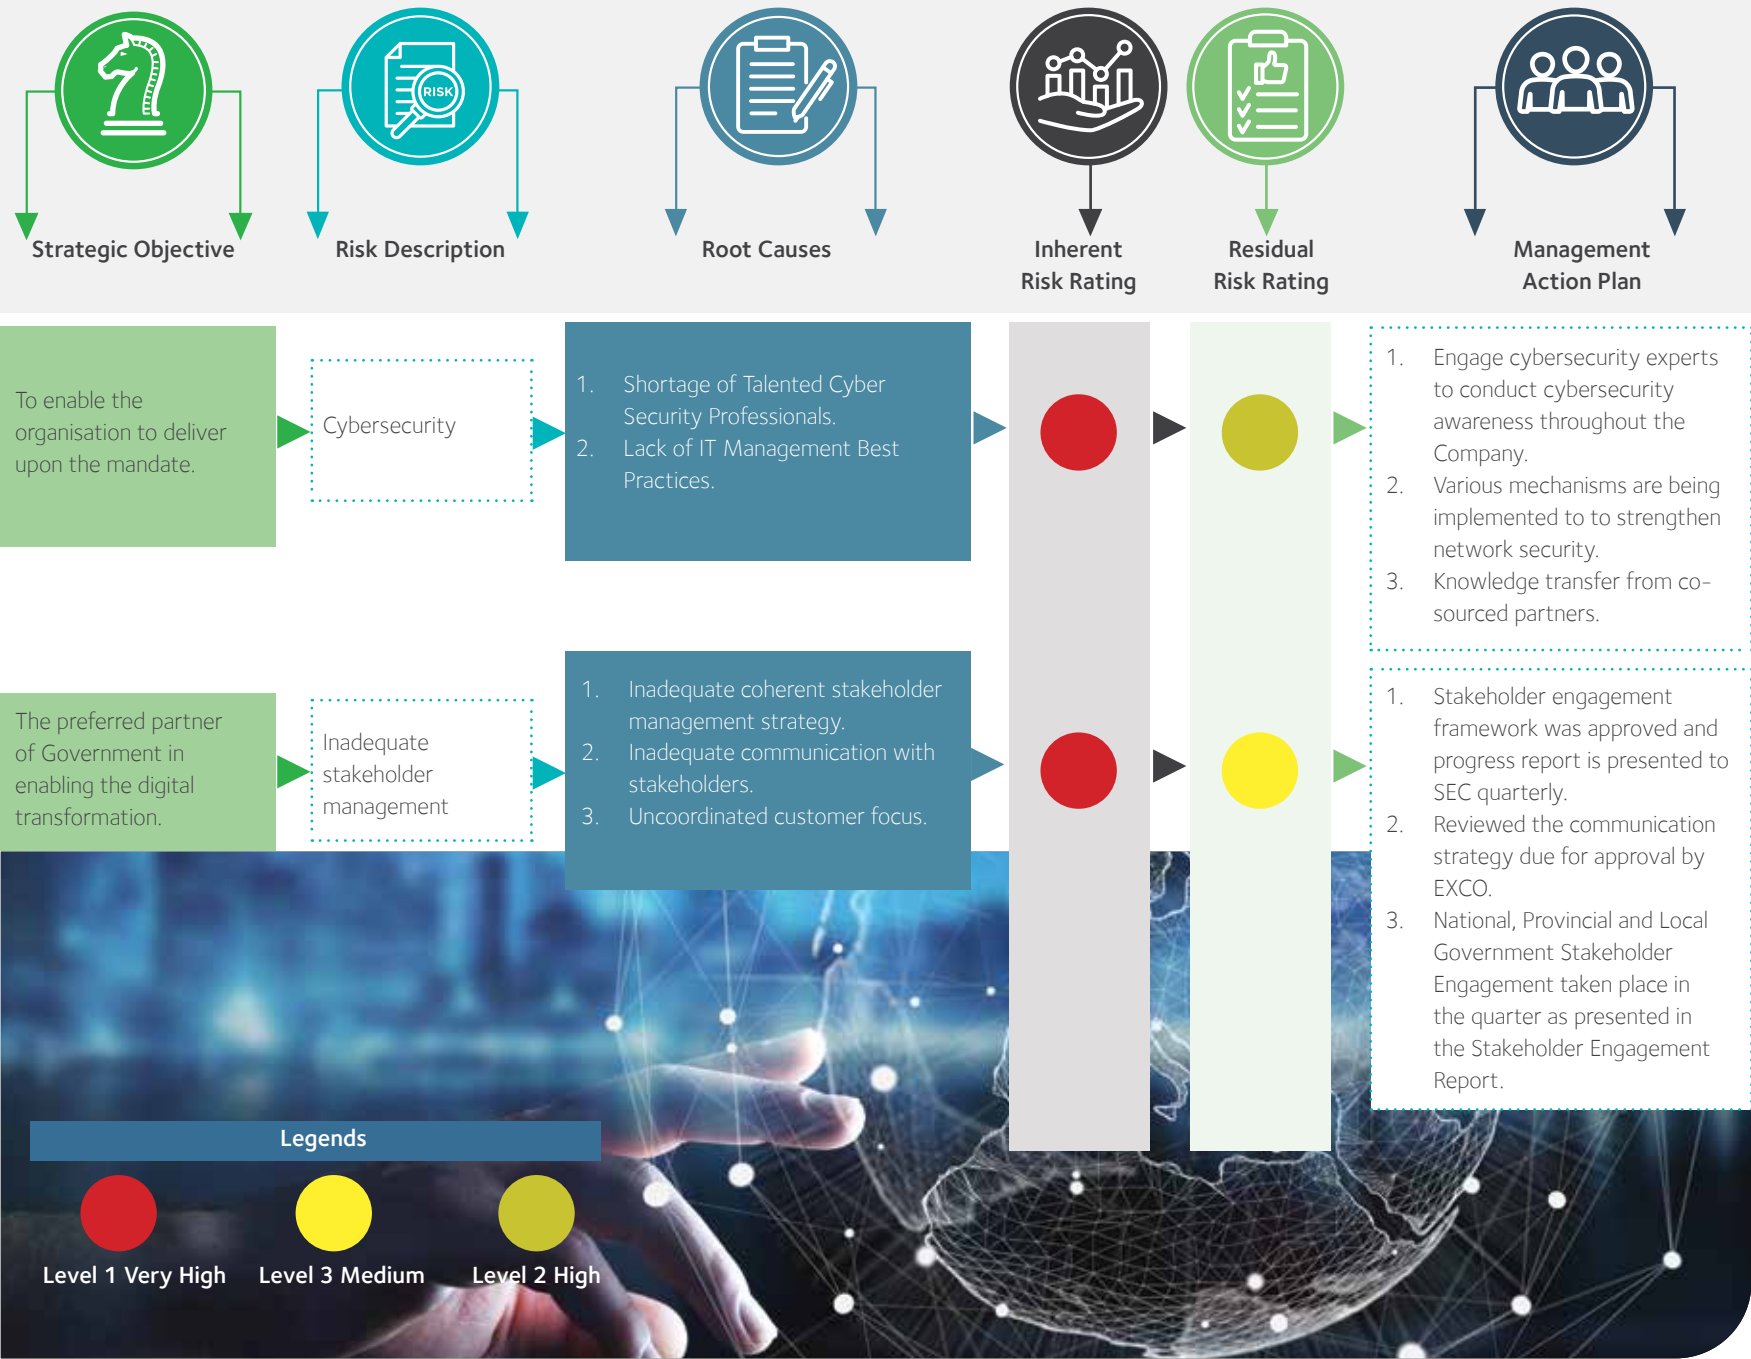 RISK
Strategic Objective
Risk Description
Root Causes
Inherent
Risk Rating
Residual
Risk Rating
Management
Action Plan
To enable the
organisation to deliver
upon the mandate.
Cybersecurity
1. Shortage of Talented Cyber
Security Professionals.
2. Lack of IT Management Best
Practices.
1. Engage cybersecurity experts
to conduct cybersecurity
awareness throughout the
Company.
2. Various mechanisms are being
implemented to to strengthen
network security.
3. Knowledge transfer from co-
sourced partners.
The preferred partner
of Government in
enabling the digital
transformation.
Inadequate
stakeholder
management
1. Inadequate coherent stakeholder
management strategy.
2. Inadequate communication with
stakeholders.
3. Uncoordinated customer focus.
1. Stakeholder engagement
framework was approved and
progress report is presented to
SEC quarterly.
2. Reviewed the communication
strategy due for approval by
EXCO.
3. National, Provincial and Local
Government Stakeholder
Engagement taken place in
the quarter as presented in
the Stakeholder Engagement
Report.
Legends
Level 1 Very High
Level 3 Medium
Level 2 High